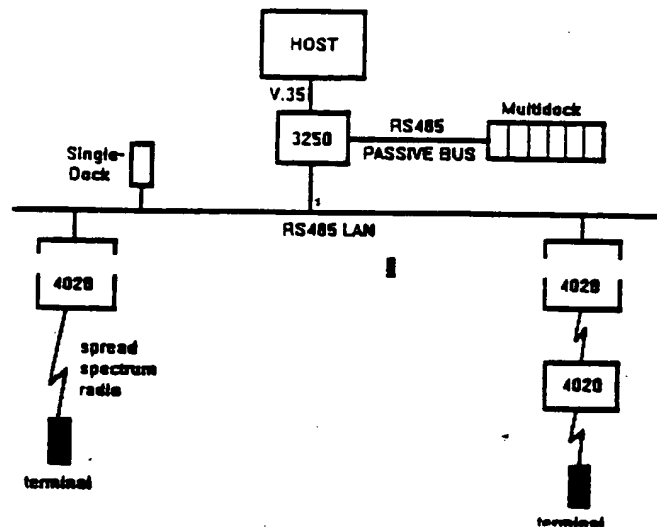 HOST
V.35
3250
RS485
PASSIVE BUS
Multidock
Single-
Dock
RS485 LAN
4020
4020
spread
spectrum
radio
4020
terminal
terminal